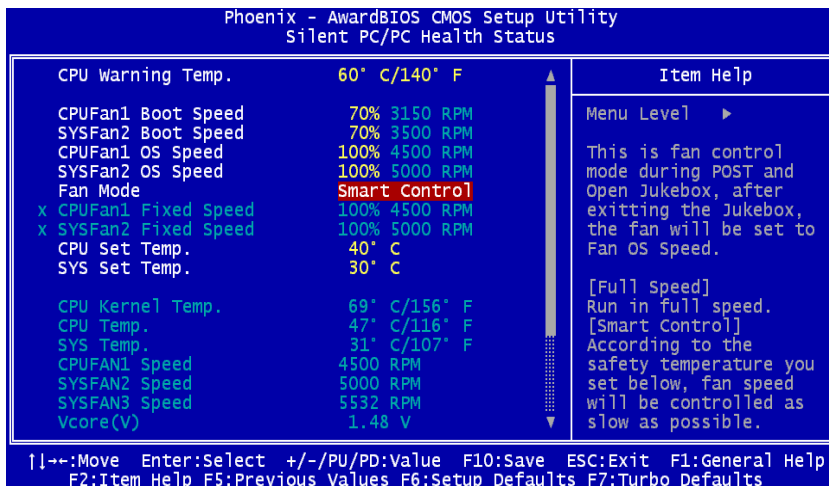 Phoenix - AwardBIOS CMOS Setup Utility
Silent PC/PC Health Status
CPU Warning Temp. 60° C/140° F
CPUFan1 Boot Speed 70% 3150 RPM
SYSFan2 Boot Speed 70% 3500 RPM
CPUFan1 OS Speed 100% 4500 RPM
SYSFan2 OS Speed 100% 5000 RPM
Fan Mode Smart Control
x CPUFan1 Fixed Speed 100% 4500 RPM
x SYSFan2 Fixed Speed 100% 5000 RPM
CPU Set Temp. 40° C
SYS Set Temp. 30° C
CPU Kernel Temp. 69° C/156° F
CPU Temp. 47° C/116° F
SYS Temp. 31° C/107° F
CPUFAN1 Speed 4500 RPM
SYSFAN2 Speed 5000 RPM
SYSFAN3 Speed 5532 RPM
Vcore(V) 1.48 V
Item Help
Menu Level ▶
This is fan control
mode during POST and
Open Jukebox, after
exitting the Jukebox,
the fan will be set to
Fan OS Speed.
[Full Speed]
Run in full speed.
[Smart Control]
According to the
safety temperature you
set below, fan speed
will be controlled as
slow as possible.
↑↓→←:Move Enter:Select +/-/PU/PD:Value F10:Save ESC:Exit F1:General Help
F2:Item Help F5:Previous Values F6:Setup Defaults F7:Turbo Defaults